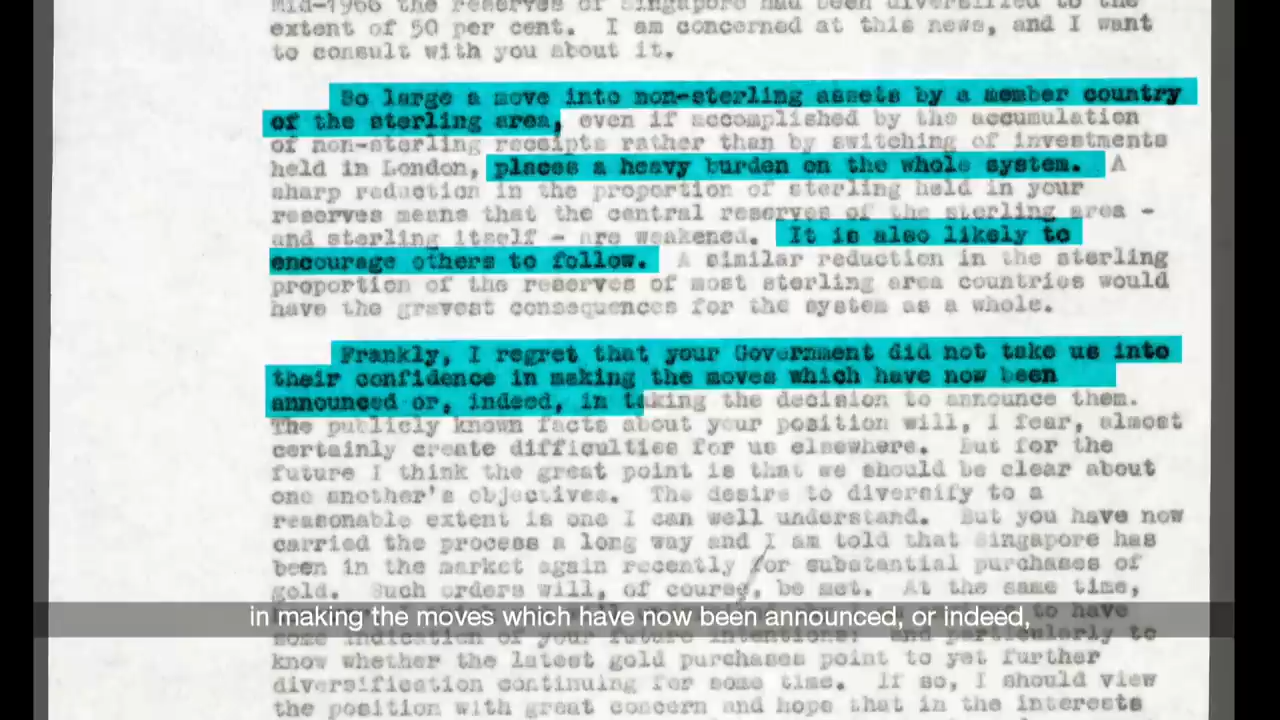 mid-1966 the reserves of Singapore had been diversified to the
extent of 50 per cent. I am concerned at this news, and I want
to consult with you about it.
So large a move into non-sterling assets by a member country
of the sterling area, even if accomplished by the accumulation
of non-sterling receipts rather than by switching of investments
held in London, places a heavy burden on the whole system. A
sharp reduction in the proportion of sterling held in your
reserves means that the central reserves of the sterling area -
and sterling itself - are weakened. It is also likely to
encourage others to follow. A similar reduction in the sterling
proportion of the reserves of most sterling area countries would
have the gravest consequences for the system as a whole.
Frankly, I regret that your Government did not take us into
their confidence in making the moves which have now been
announced or, indeed, in taking the decision to announce them.
The publicly known facts about your position will, I fear, almost
certainly create difficulties for us elsewhere. But for the
future I think the great point is that we should be clear about
one another's objectives. The desire to diversify to a
reasonable extent is one I can well understand. But you have now
carried the process a long way and I am told that Singapore has
been in the market again recently for substantial purchases of
gold. Such orders will, of course, be met. At the same time,
in making the moves which have now been announced, or indeed,
to have
some indication of your future intentions: and particularly to
know whether the latest gold purchases point to yet further
diversification continuing for some time. If so, I should view
the position with great concern and hope that in the interests